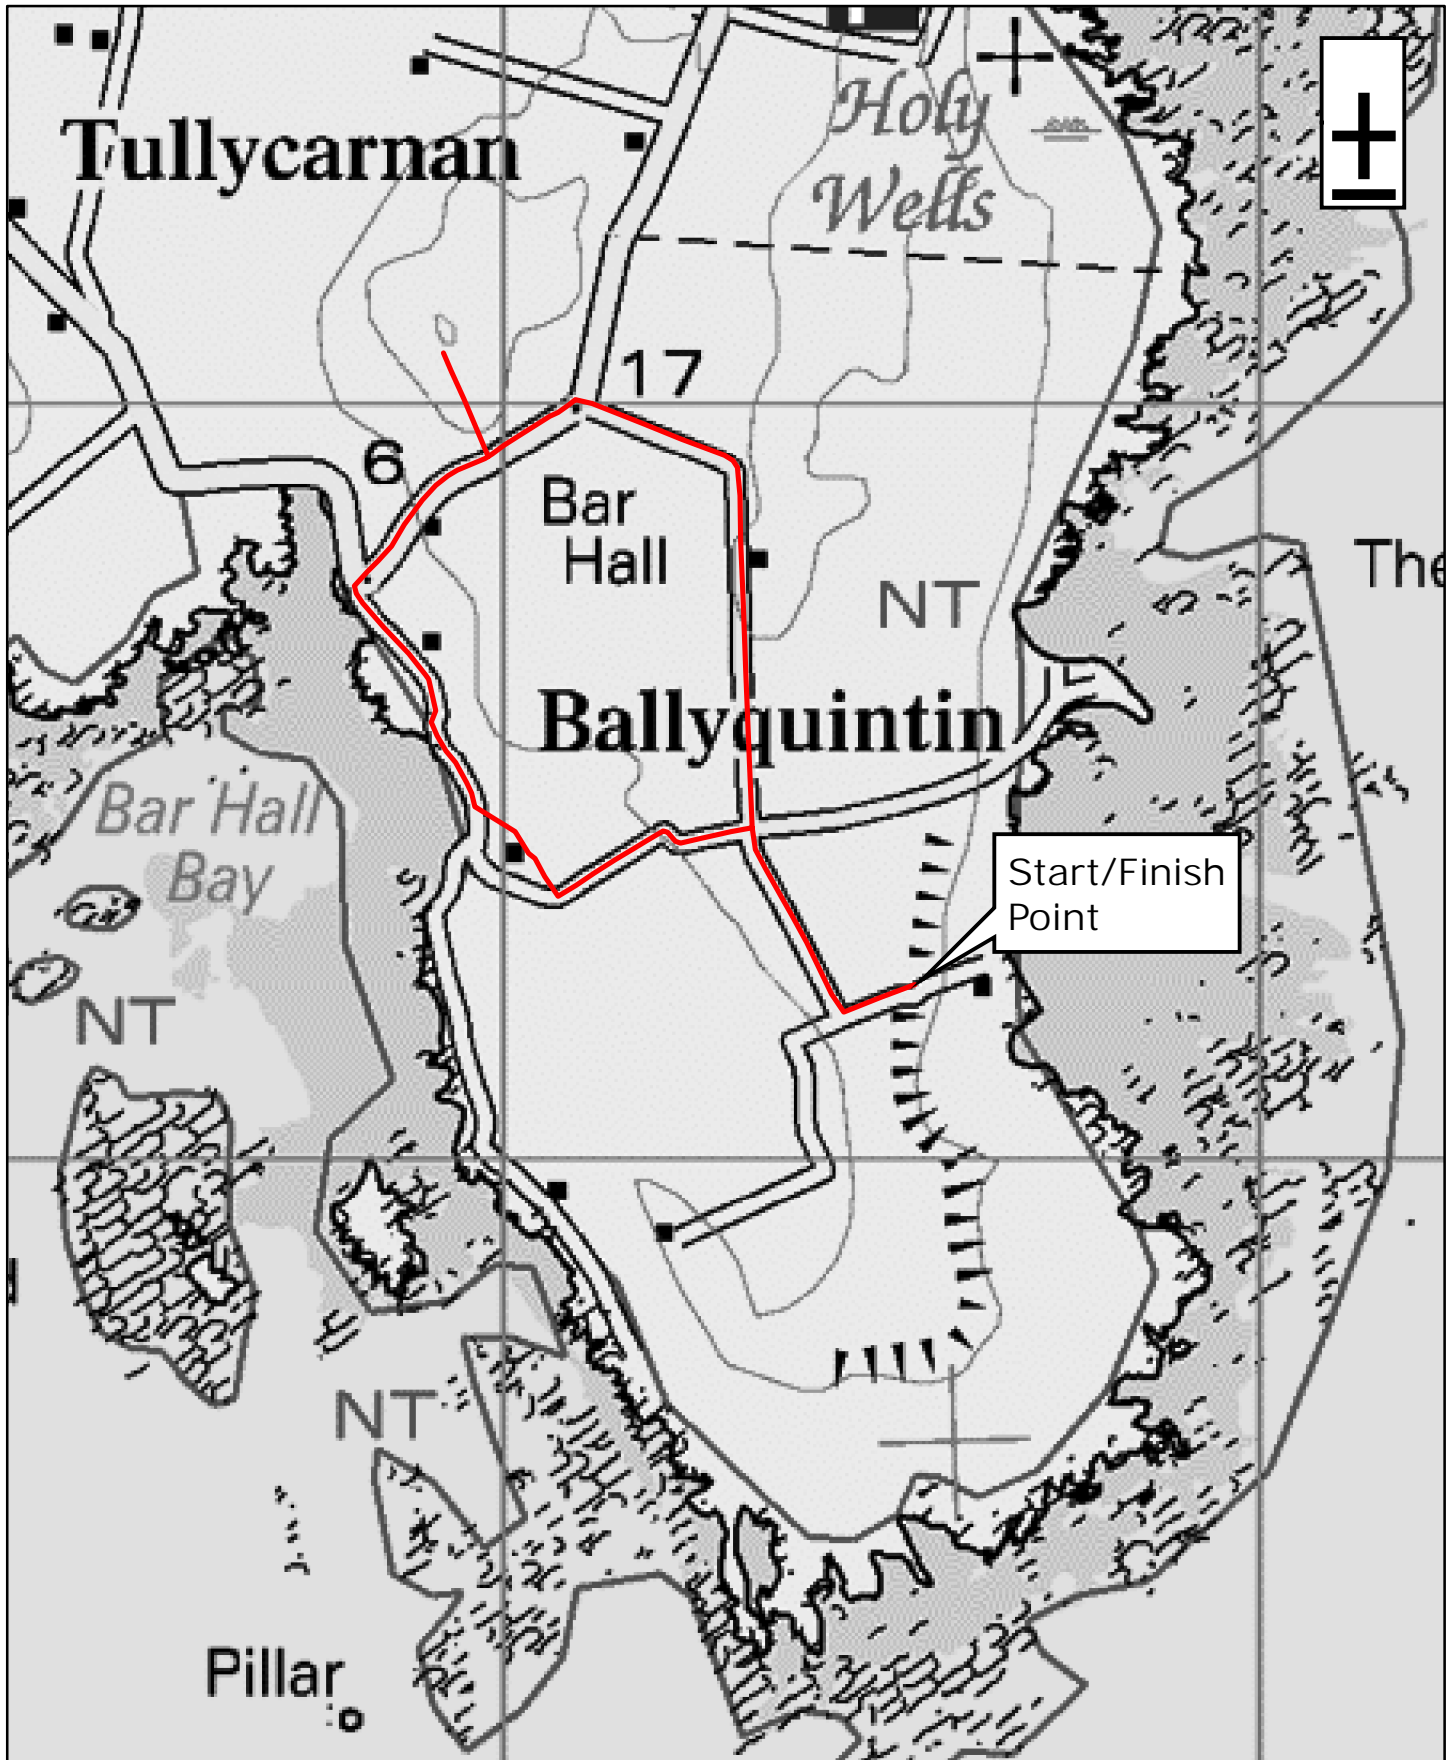 Tullycarnan
Holy
Wells
17
6
Bar
Hall
The
NT
Ballyquintin
Bar Hall
Bay
Start/Finish
Point
NT
NT
Pillar